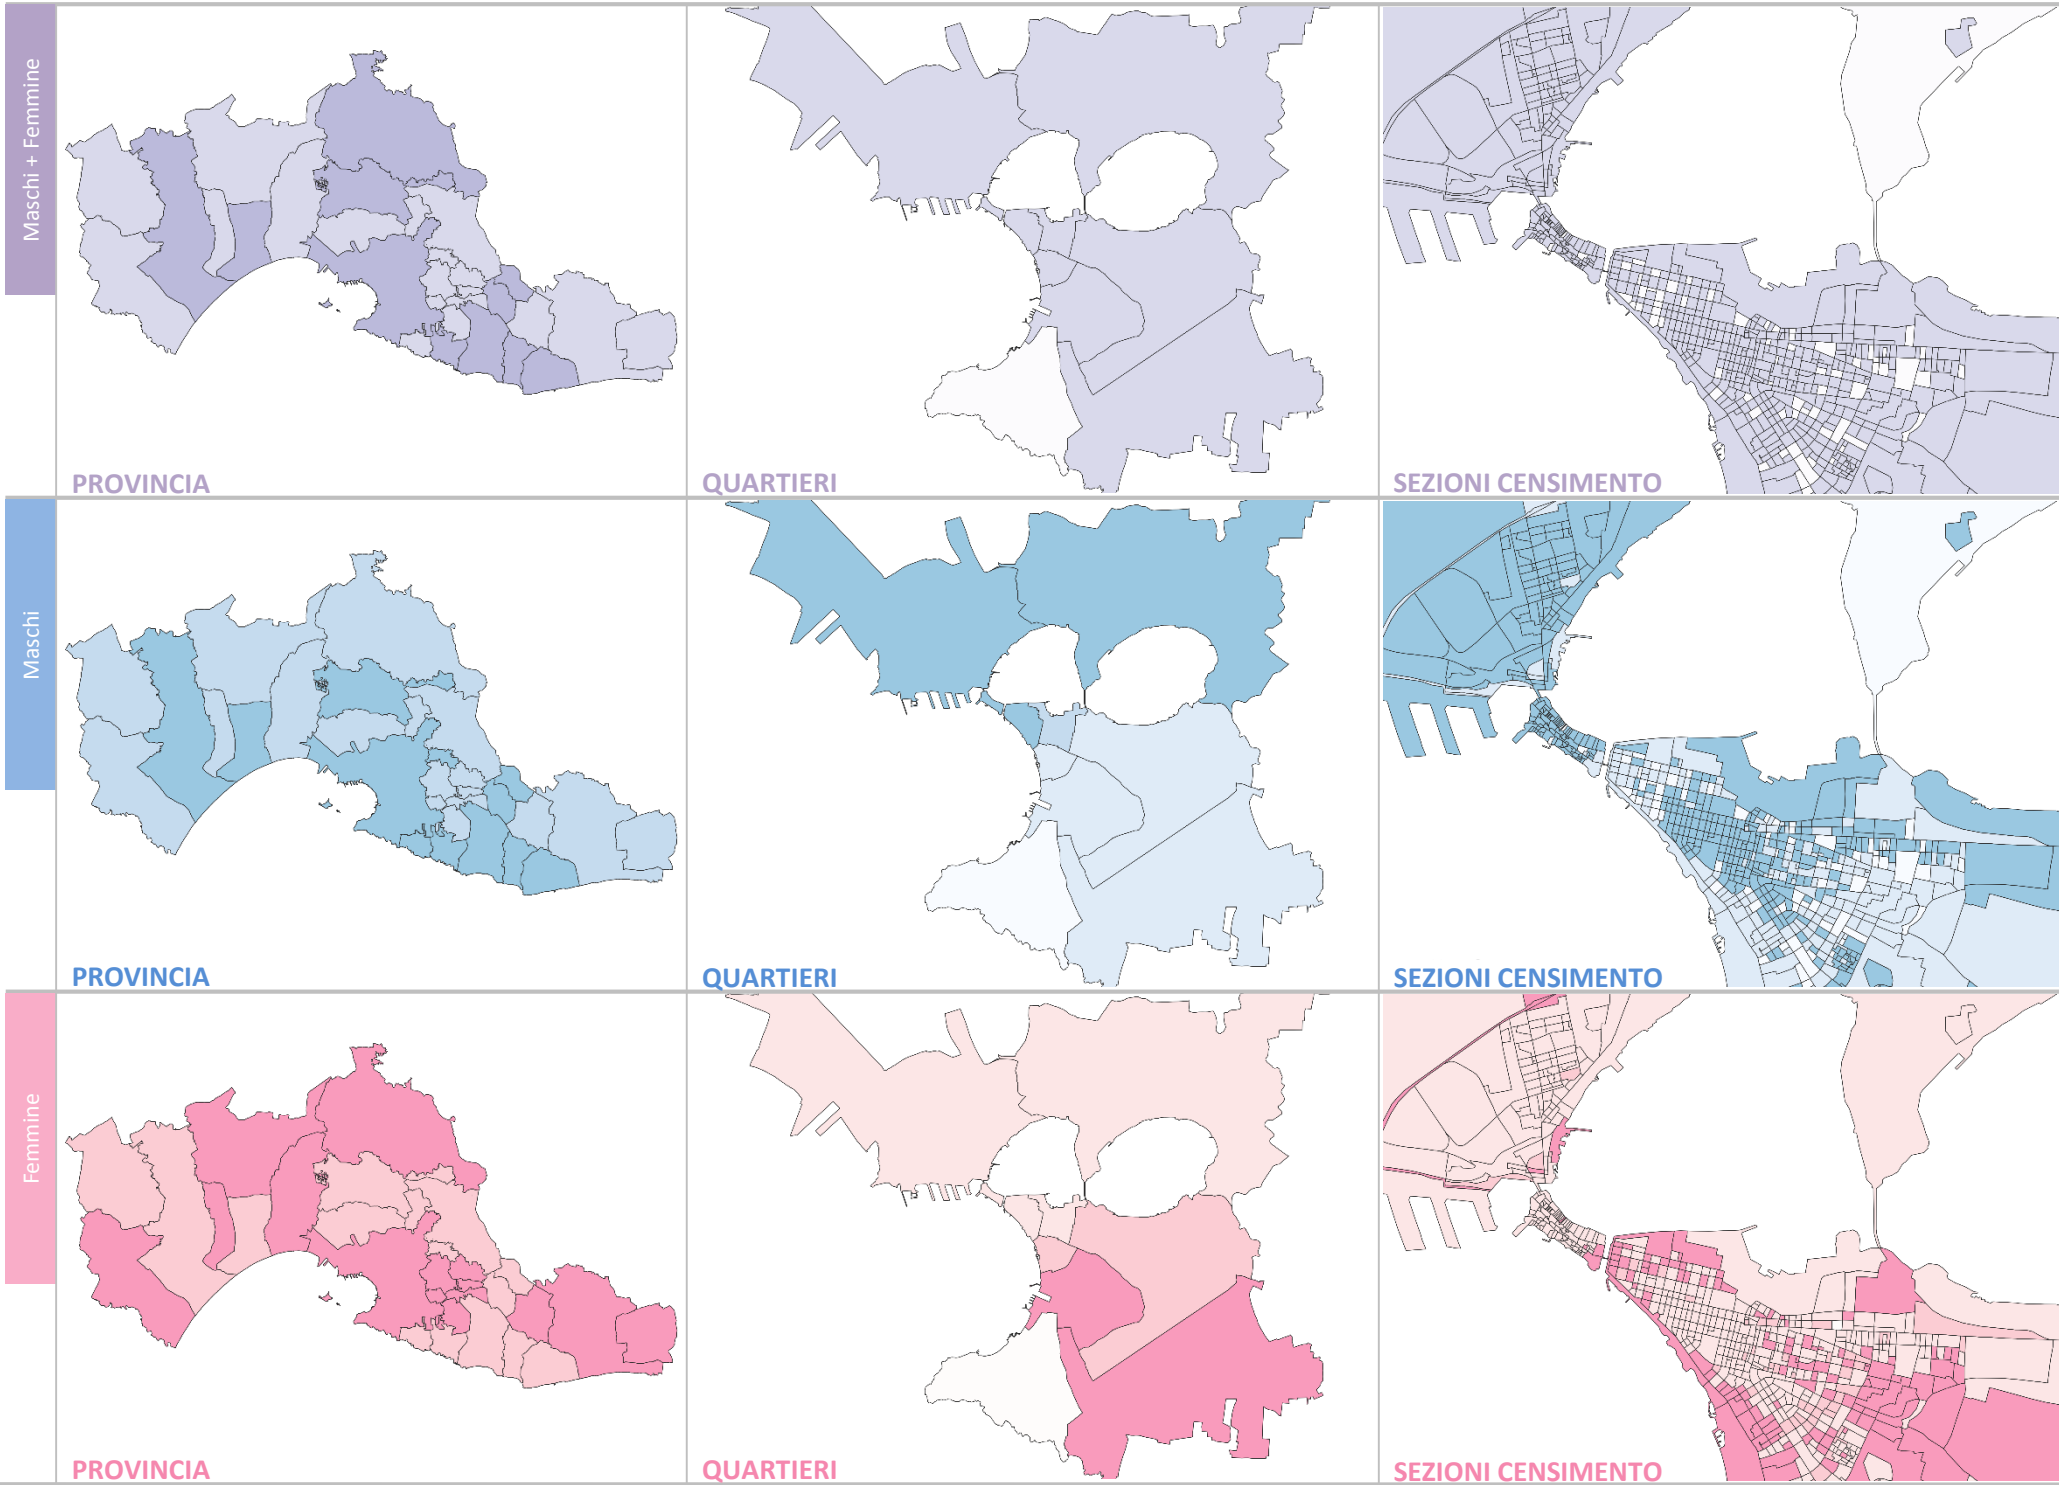 Maschi + Femmine
PROVINCIA
QUARTIERI
SEZIONI CENSIMENTO
Maschi
PROVINCIA
QUARTIERI
SEZIONI CENSIMENTO
Femmine
PROVINCIA
QUARTIERI
SEZIONI CENSIMENTO